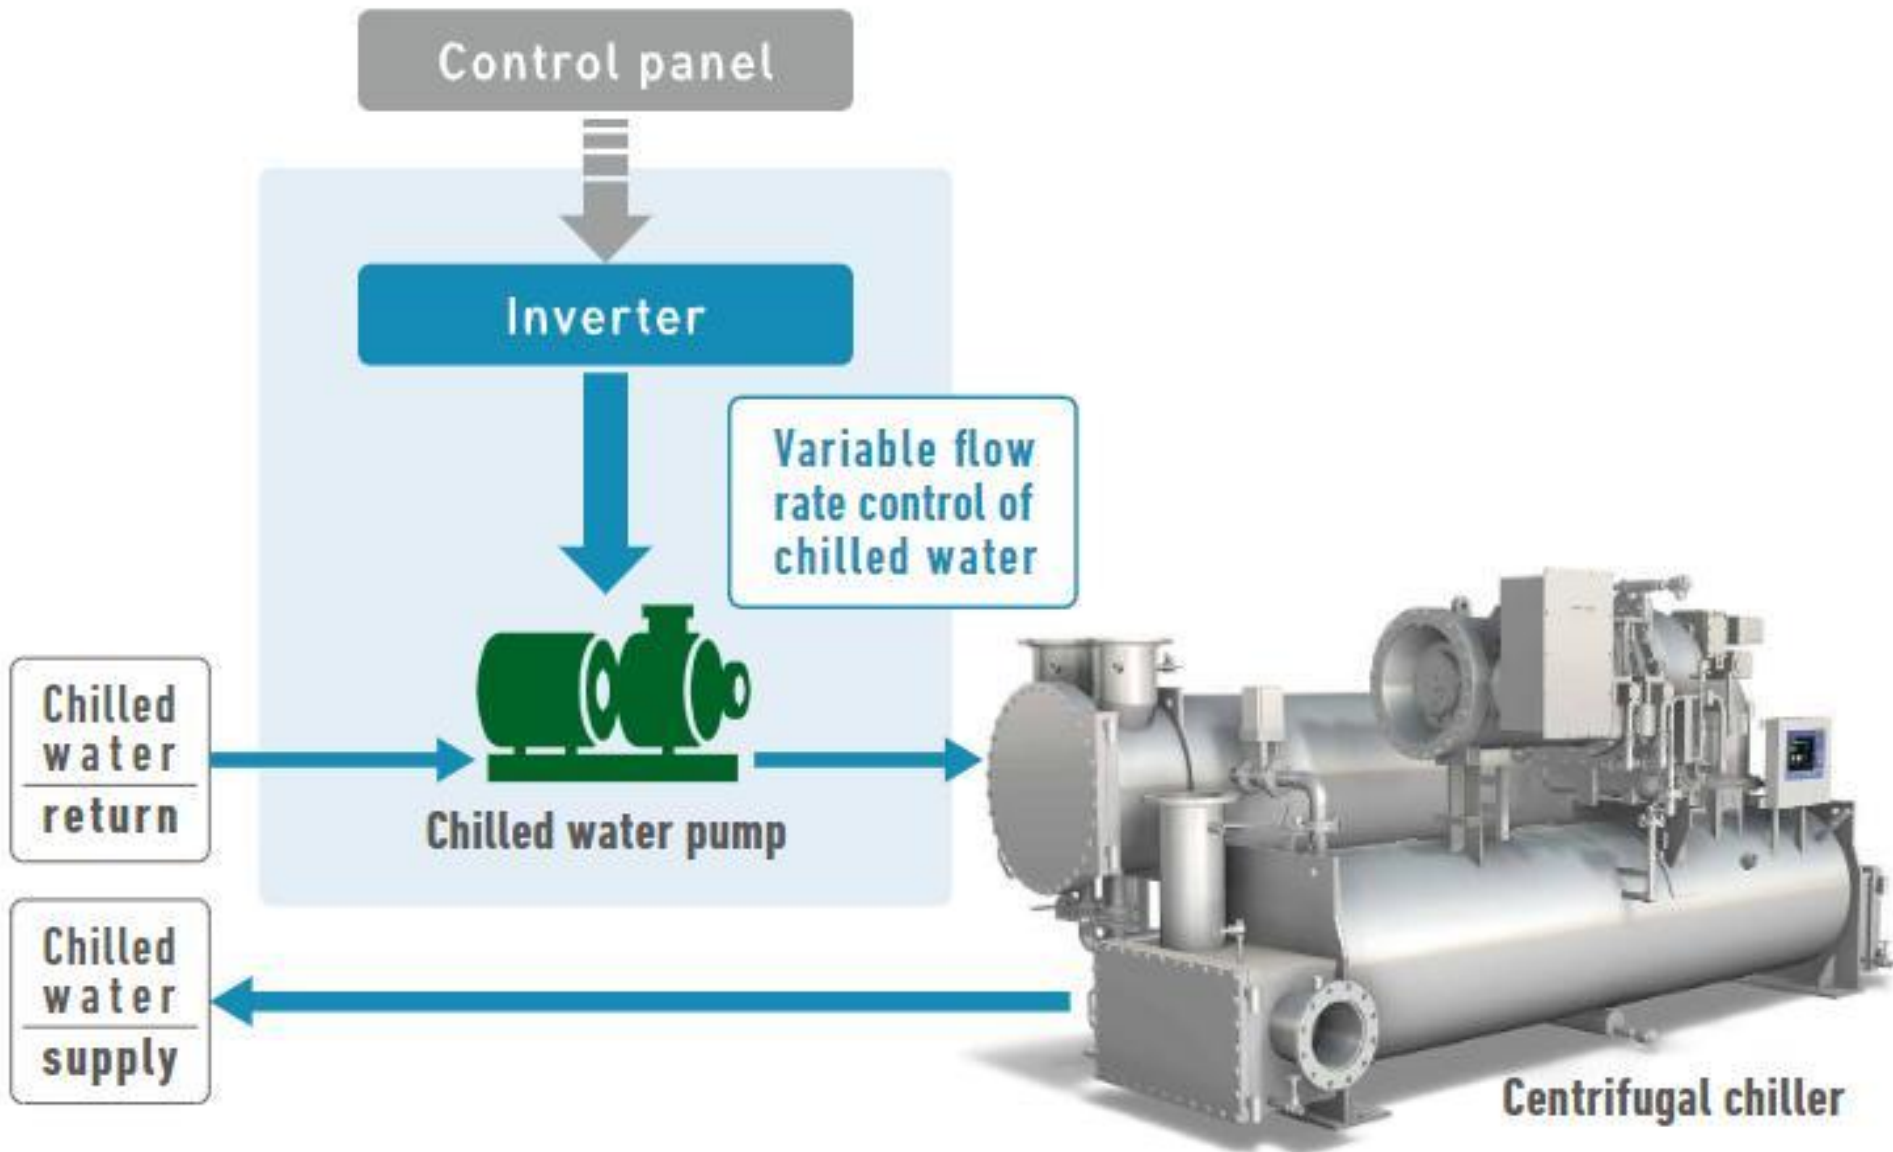 Control panel
Inverter
Variable flow
rate control of
chilled water
Chilled
water
return
Chilled water pump
Chilled
water
supply
Centrifugal chiller